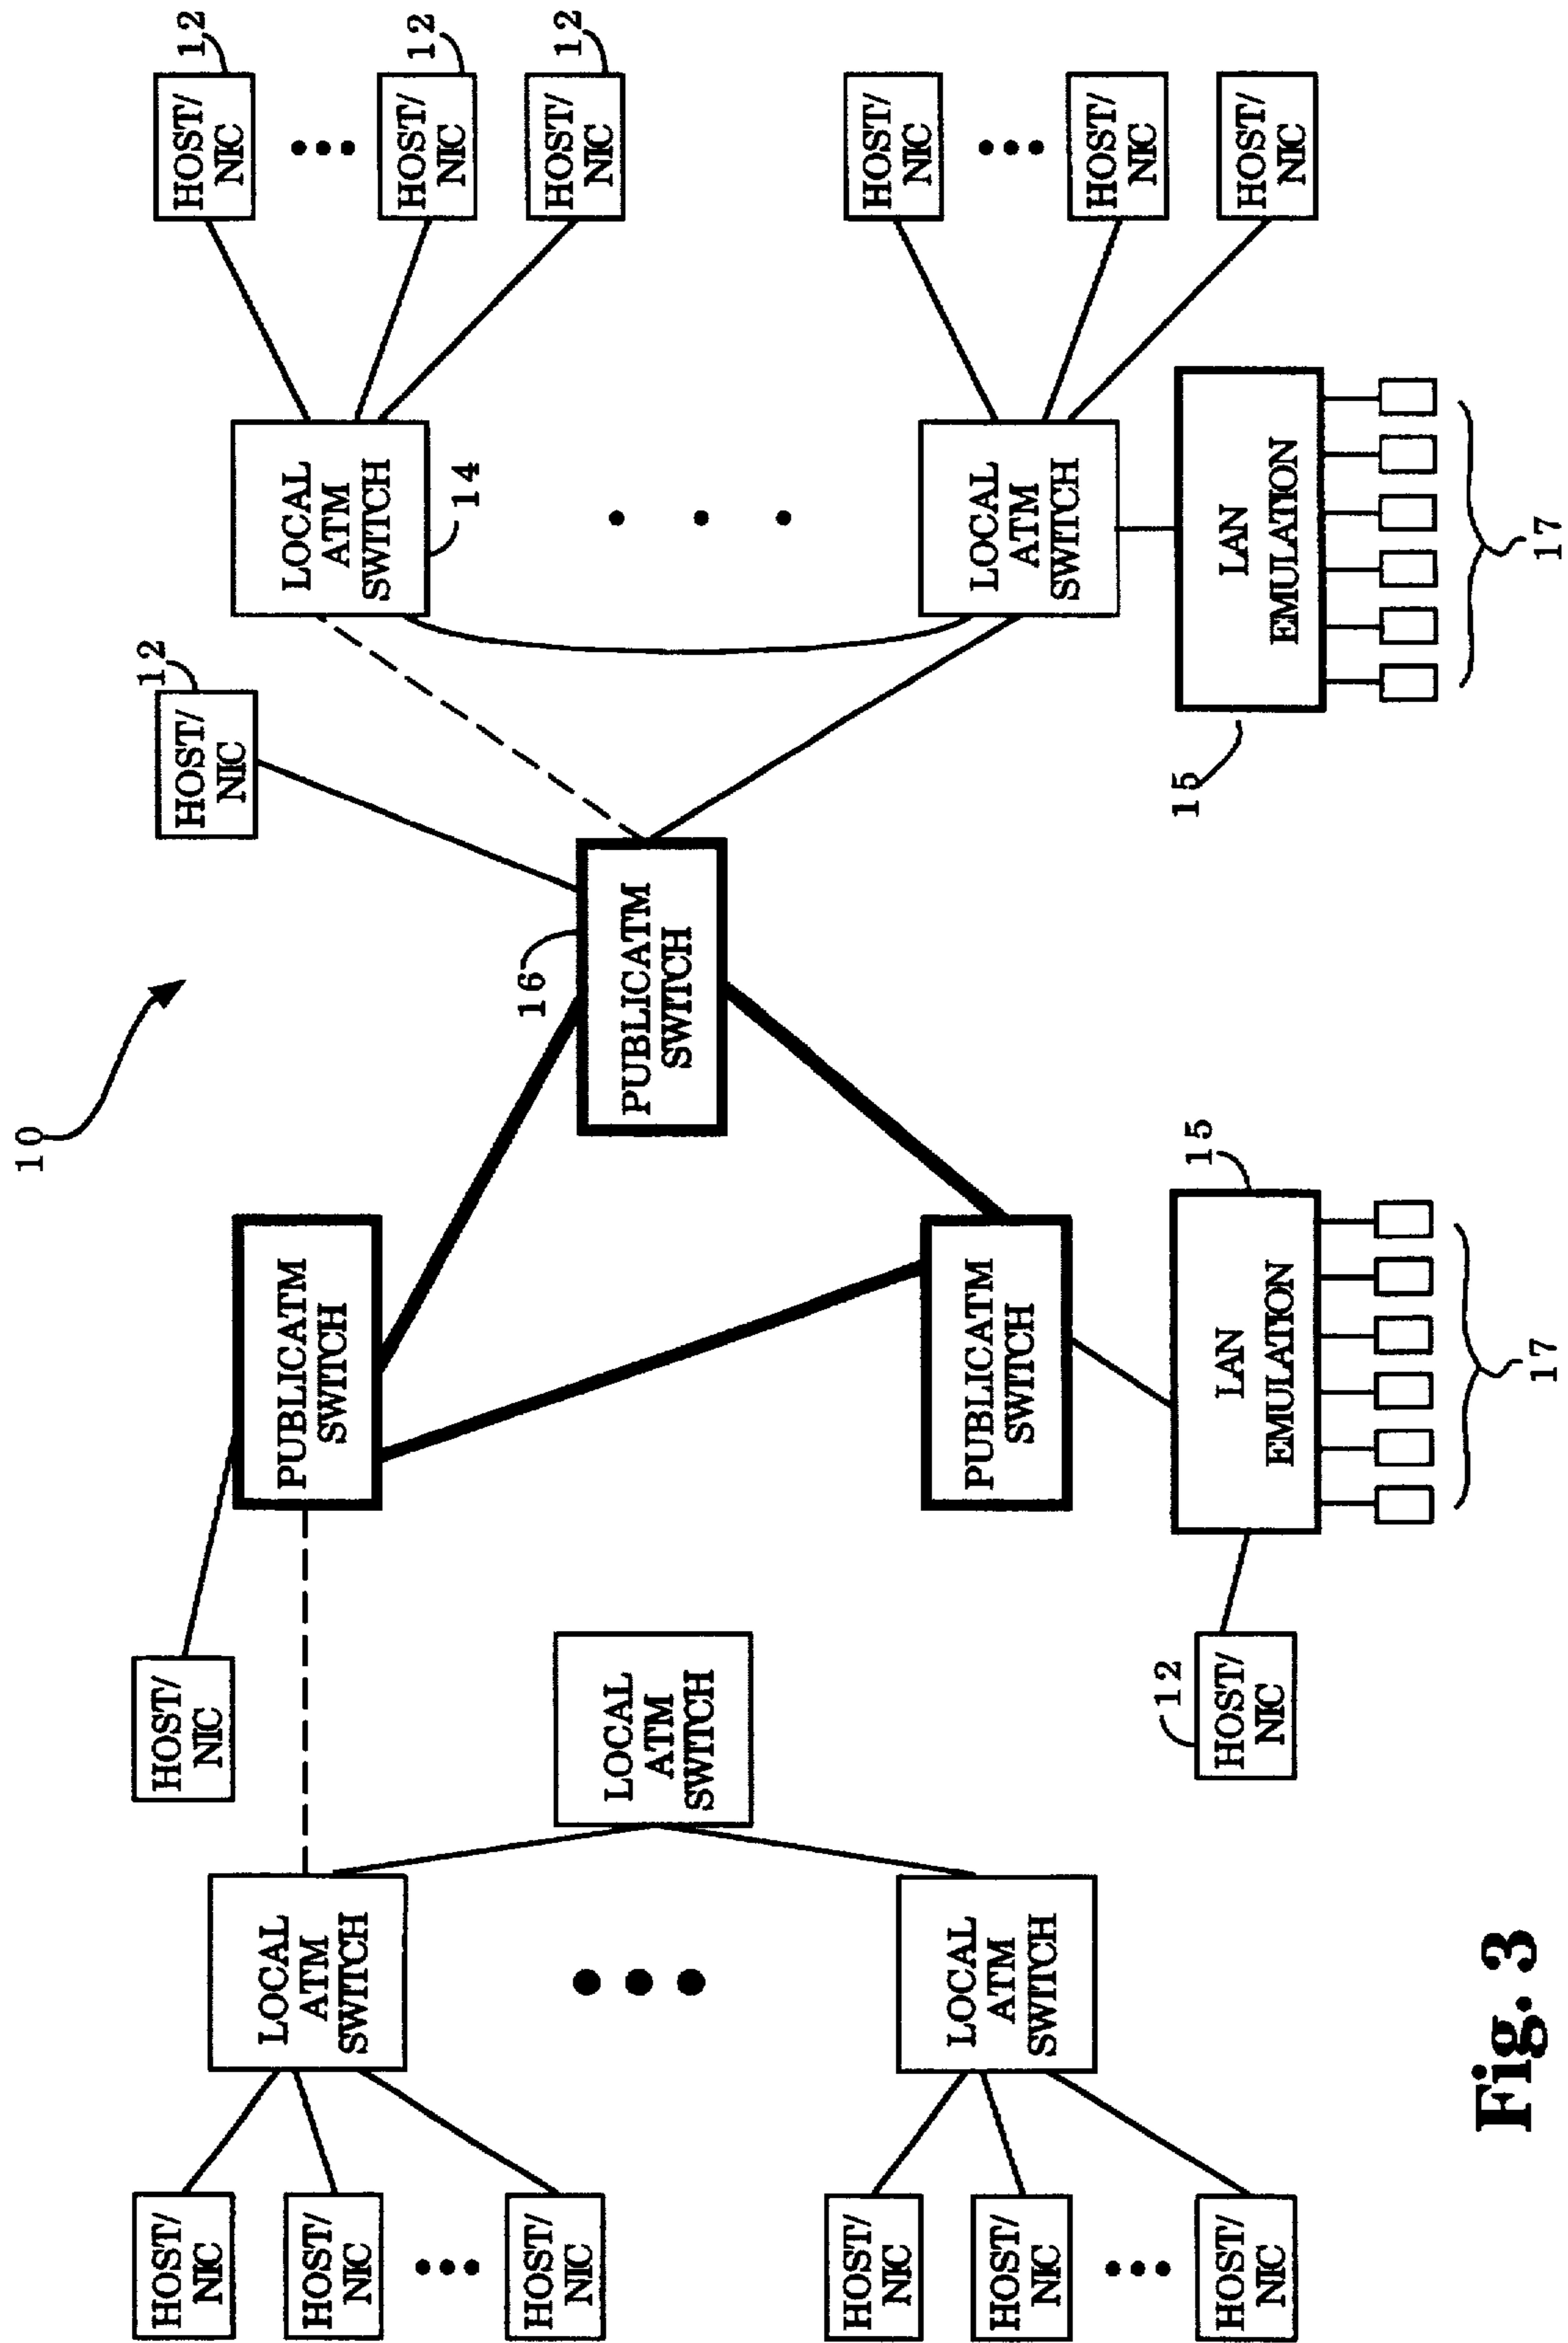 10
HOST/
NIC
HOST/
NIC
12
HOST/
NIC
12
HOST/
NIC
HOST/
NIC
LOCAL
ATM
SWITCH
PUBLICATM
SWITCH
LOCAL
ATM
SWITCH
14
12
HOST/
NIC
HOST/
NIC
LOCAL
ATM
SWITCH
16
PUBLICATM
SWITCH
12
HOST/
NIC
HOST/
NIC
LOCAL
ATM
SWITCH
PUBLICATM
SWITCH
LOCAL
ATM
SWITCH
HOST/
NIC
HOST/
NIC
HOST/
NIC
HOST/
NIC
12
HOST/
NIC
15
LAN
EMULATION
15
LAN
EMULATION
HOST/
NIC
17
17
Fig. 3